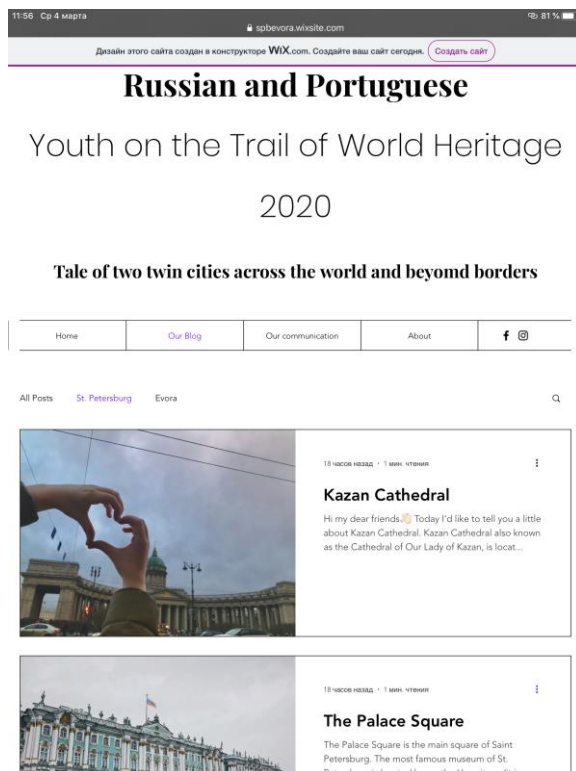 11:56 Ср 4 марта
81 %
spbevora.wixsite.com
Дизайн этого сайта создан в конструкторе WiX.com. Создайте ваш сайт сегодня. Создать сайт
Russian and Portuguese
Youth on the Trail of World Heritage
2020
Tale of two twin cities across the world and beyomd borders
Home
Our Blog
Our communication
About
All Posts
St. Petersburg
Evora
18 часов назад · 1 мин. чтения
Kazan Cathedral
Hi my dear friends👋🏻 Today I'd like to tell you a little
about Kazan Cathedral. Kazan Cathedral also known
as the Cathedral of Our Lady of Kazan, is locat...
18 часов назад · 1 мин. чтения
The Palace Square
The Palace Square is the main square of Saint
Petersburg. The most famous museum of St.